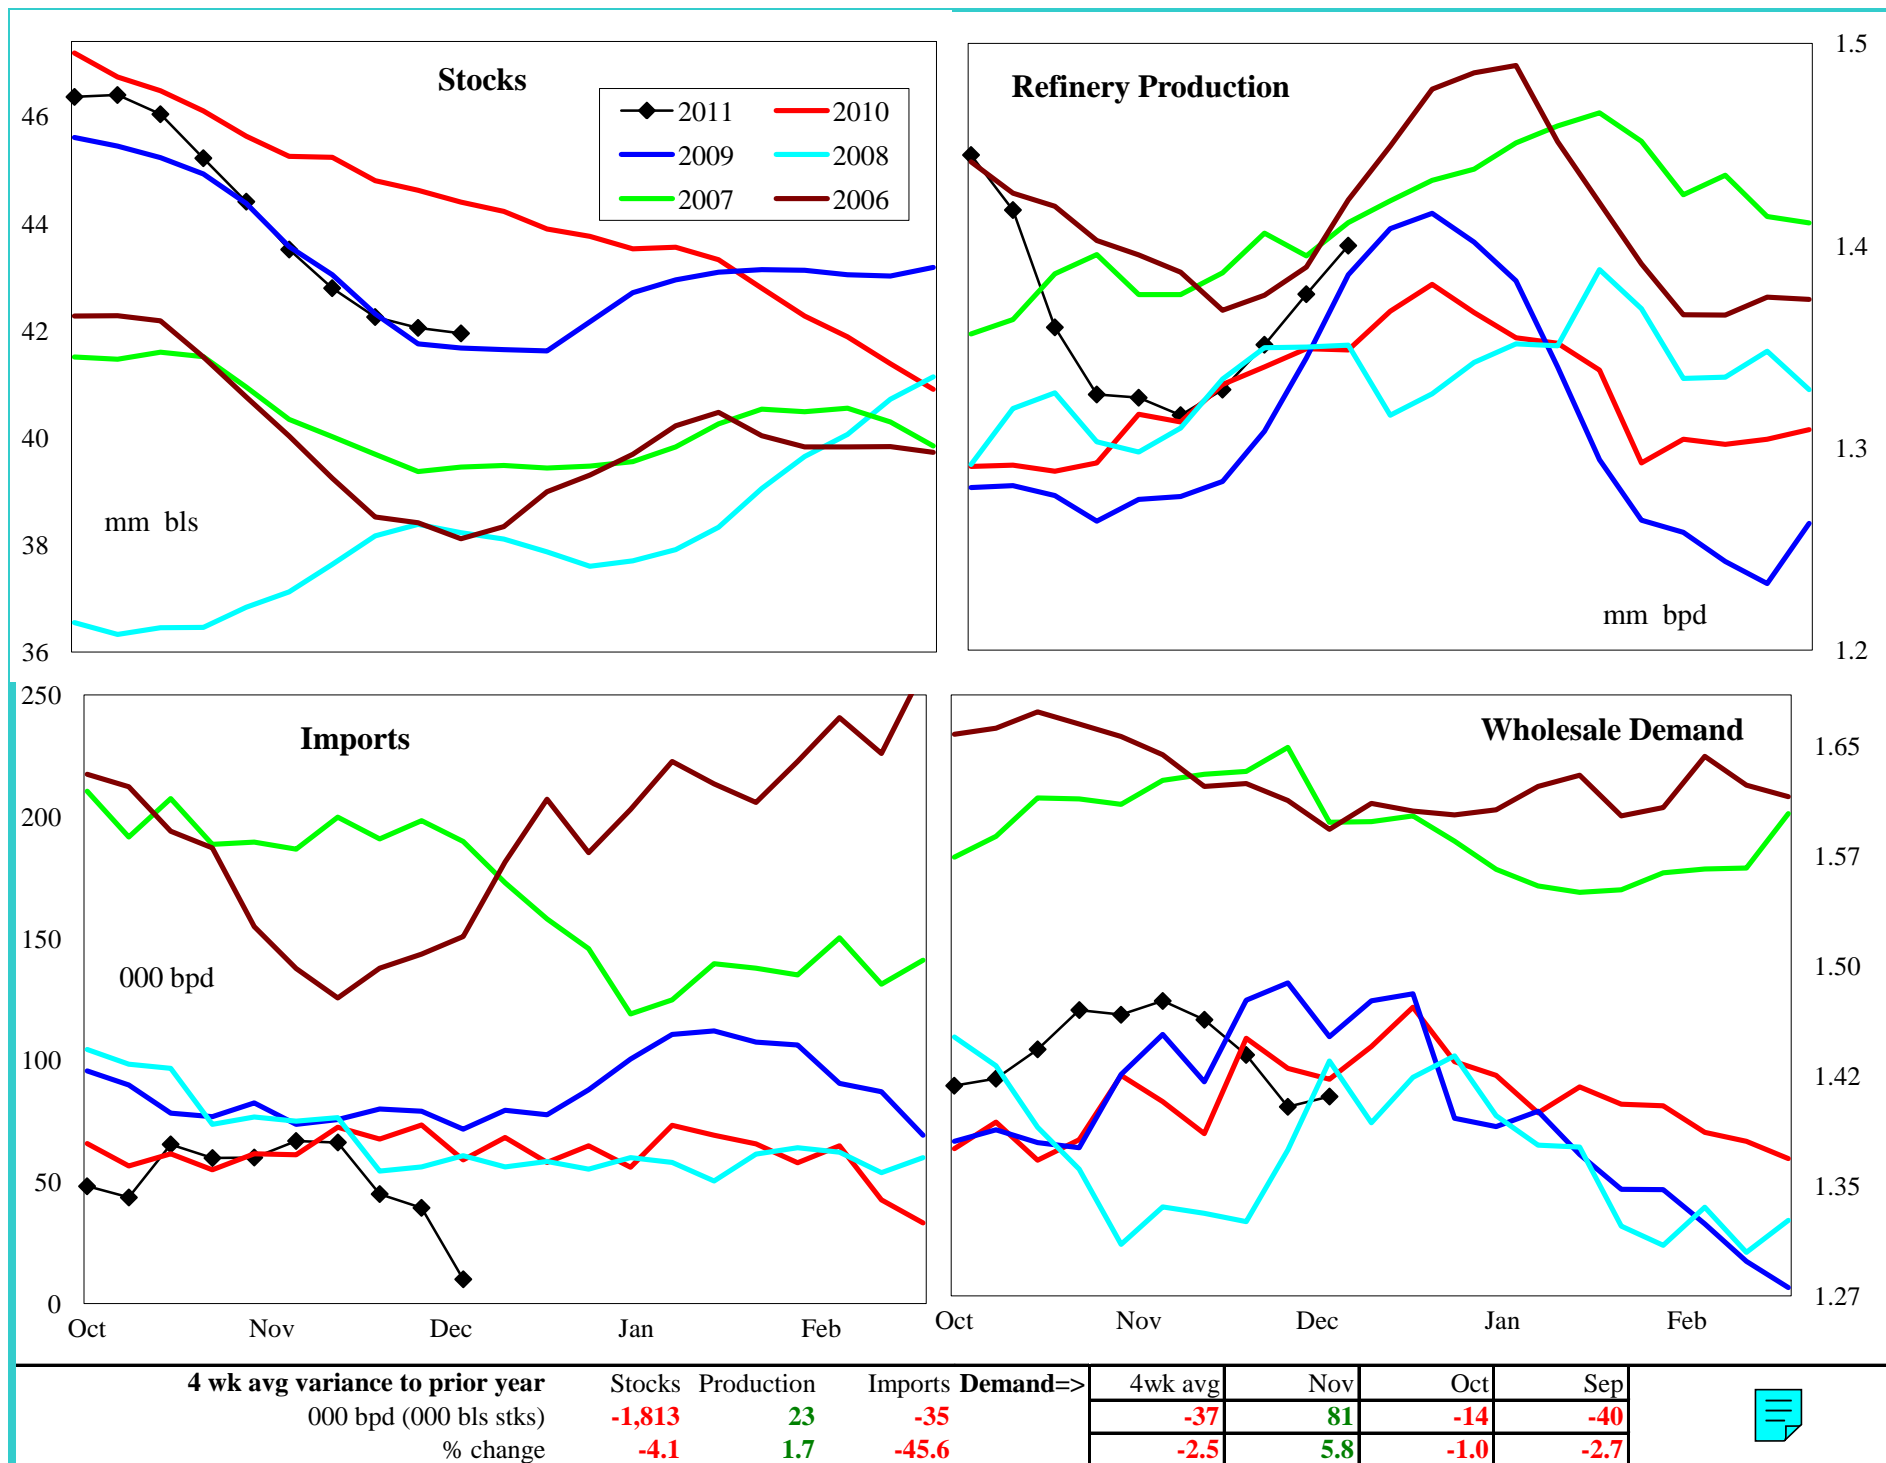 Stocks
46
44
42
40
38
36
mm bls
2011 2010
2009 2008
2007 2006
Refinery Production
1.5
1.4
1.3
1.2
mm bpd
Imports
250
200
150
100
50
0
000 bpd
Oct Nov Dec Jan Feb
Wholesale Demand
1.65
1.57
1.50
1.42
1.35
1.27
Oct Nov Dec Jan Feb
4 wk avg variance to prior year Stocks Production Imports Demand=> 4wk avg Nov Oct Sep
000 bpd (000 bls stks) -1,813 23 -35 -37 81 -14 -40
% change -4.1 1.7 -45.6 -2.5 5.8 -1.0 -2.7